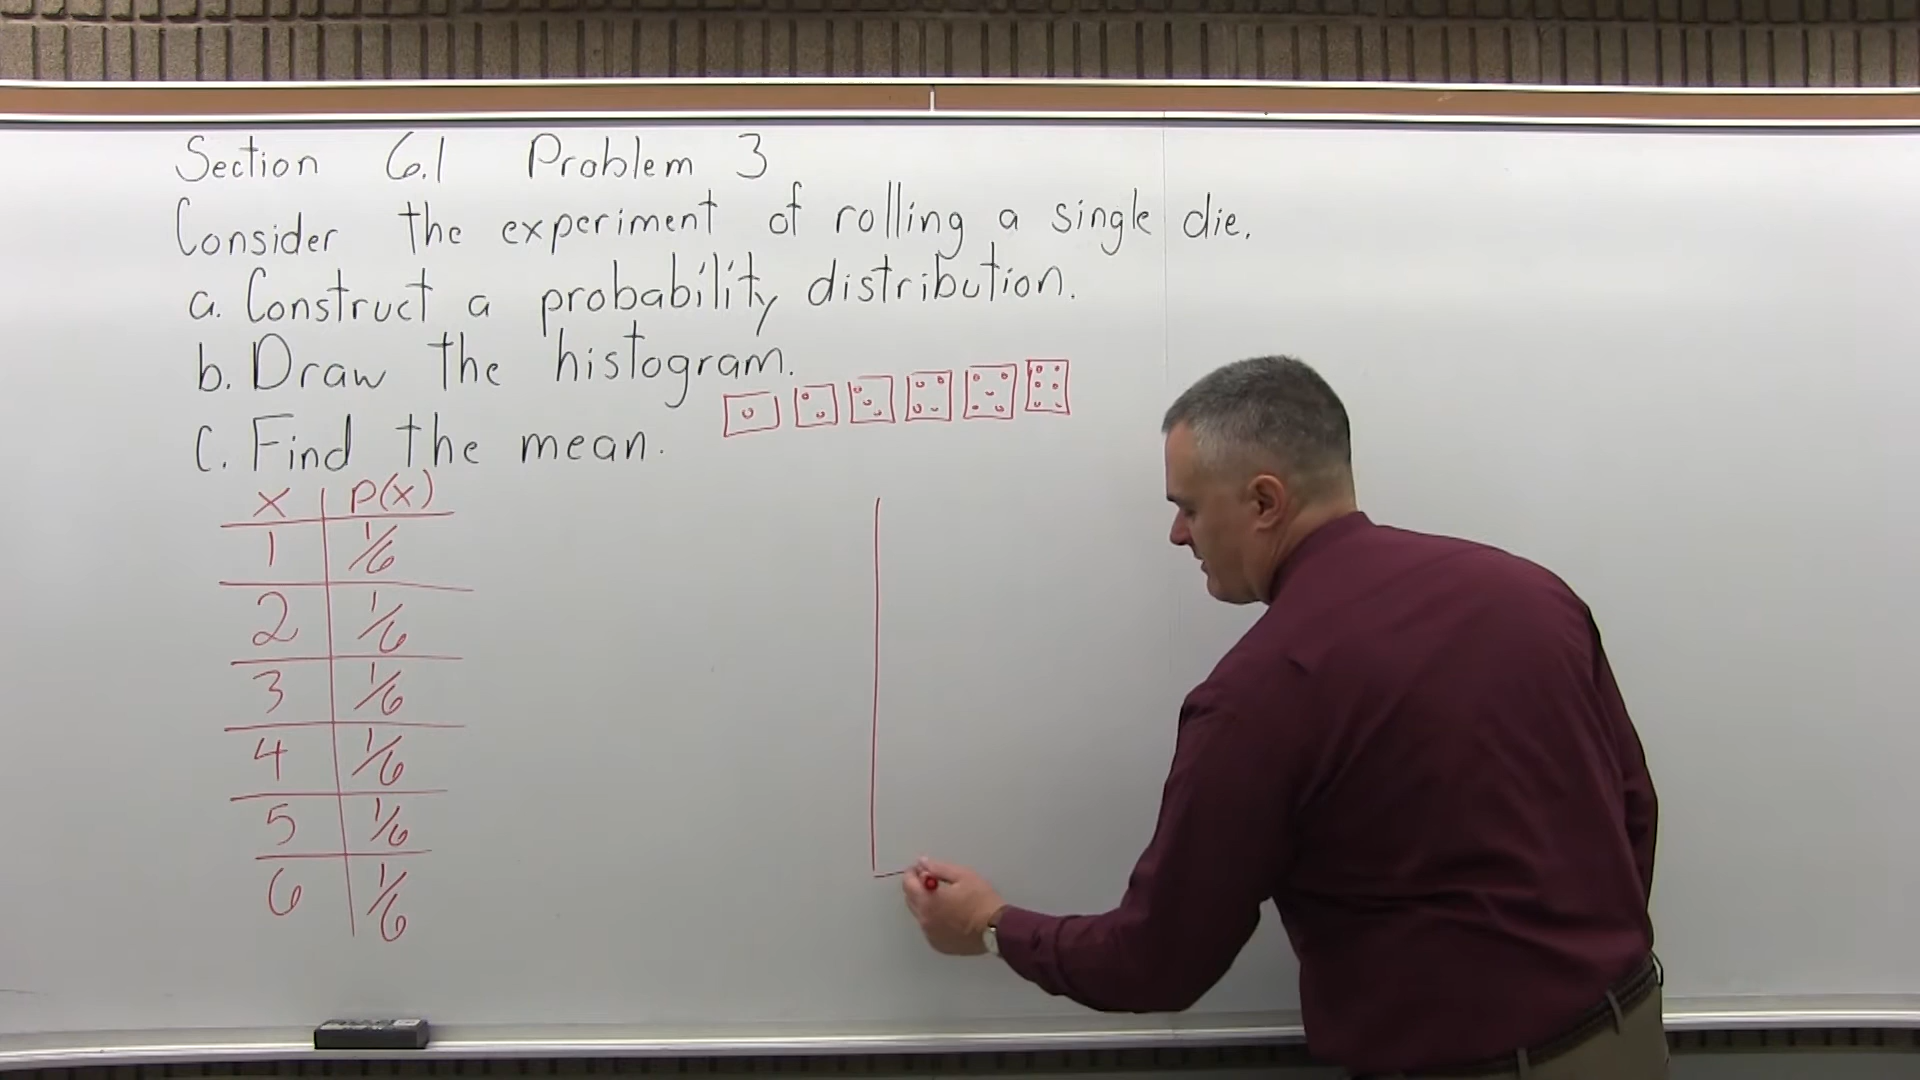 Section 6.1 Problem 3
Consider the experiment of rolling a single die.
a. Construct a probability distribution.
b. Draw the histogram.
c. Find the mean.
x P(x)
1 1/6
2 1/6
3 1/6
4 1/6
5 1/6
6 1/6